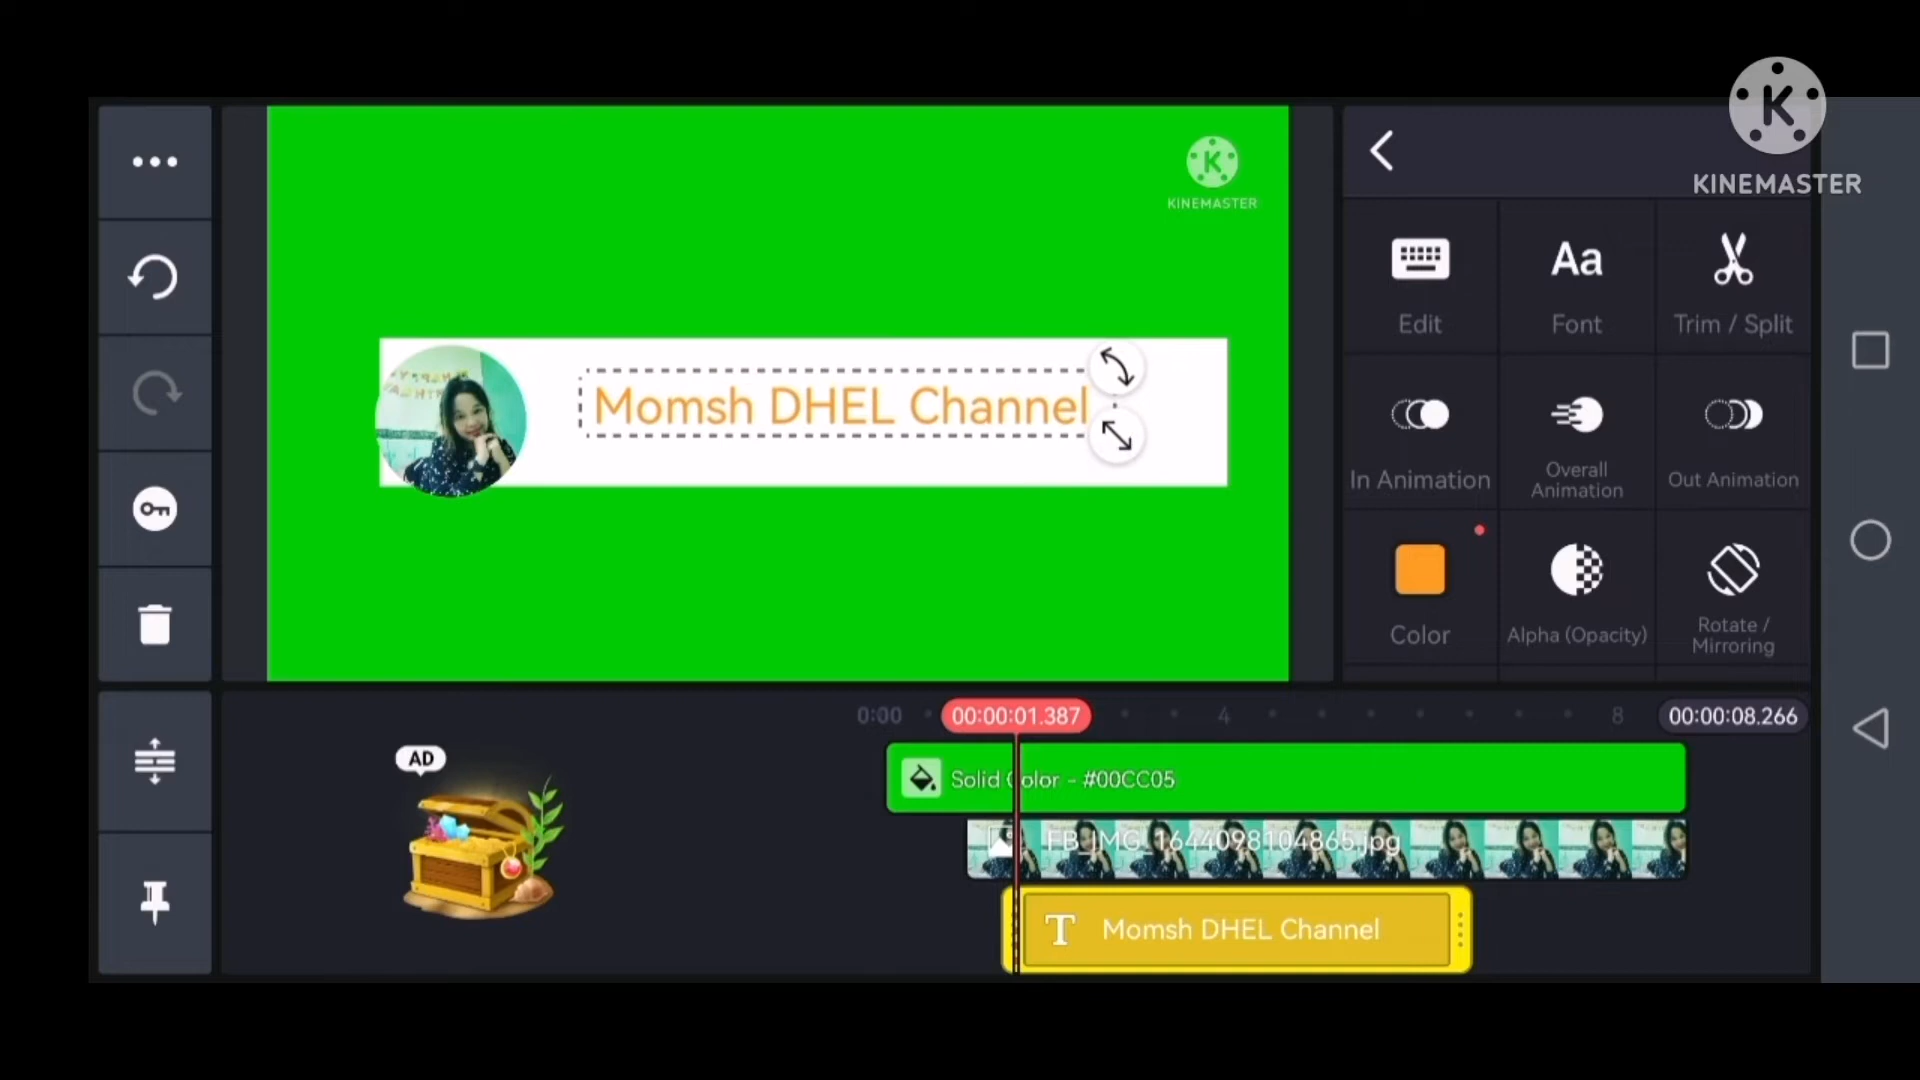 K
KINEMASTER
K
KINEMASTER
Momsh DHEL Channel
Edit
Aa
Font
Trim / Split
In Animation
Overall
Animation
Out Animation
Color
Alpha (Opacity)
Rotate /
Mirroring
0:00
00:00:01.387
4
8
00:00:08.266
AD
Solid Color - #00CC05
FB_IMG_1644098104865.jpg
T Momsh DHEL Channel